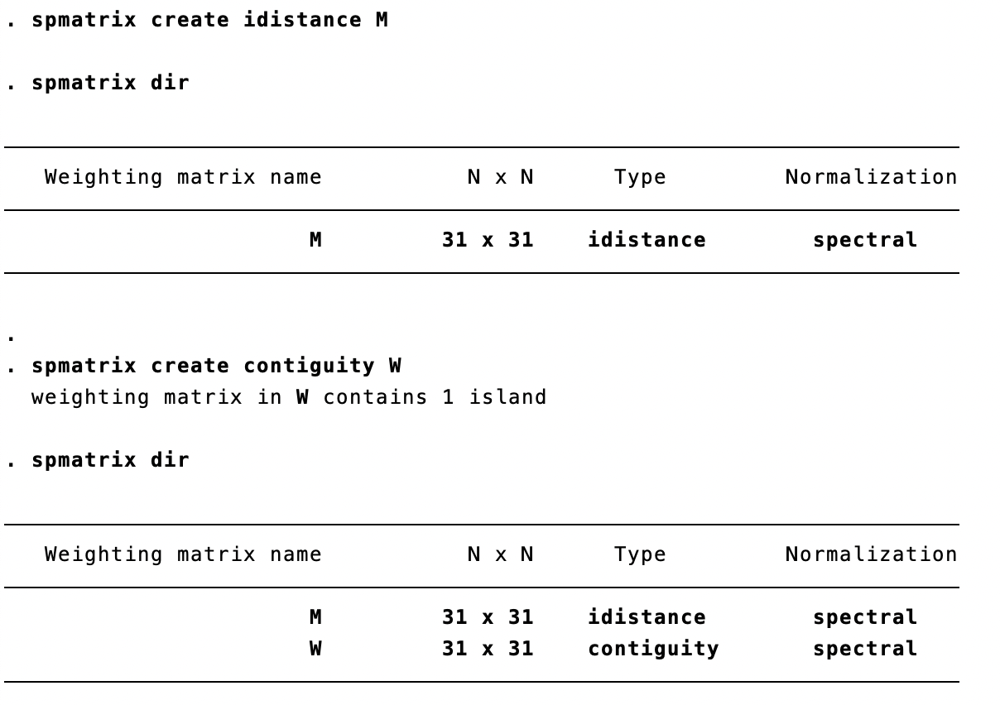 . spmatrix create idistance M
. spmatrix dir
Weighting matrix name N x N Type Normalization
M 31 x 31 idistance spectral
.
. spmatrix create contiguity W
weighting matrix in W contains 1 island
. spmatrix dir
Weighting matrix name N x N Type Normalization
M 31 x 31 idistance spectral
W 31 x 31 contiguity spectral